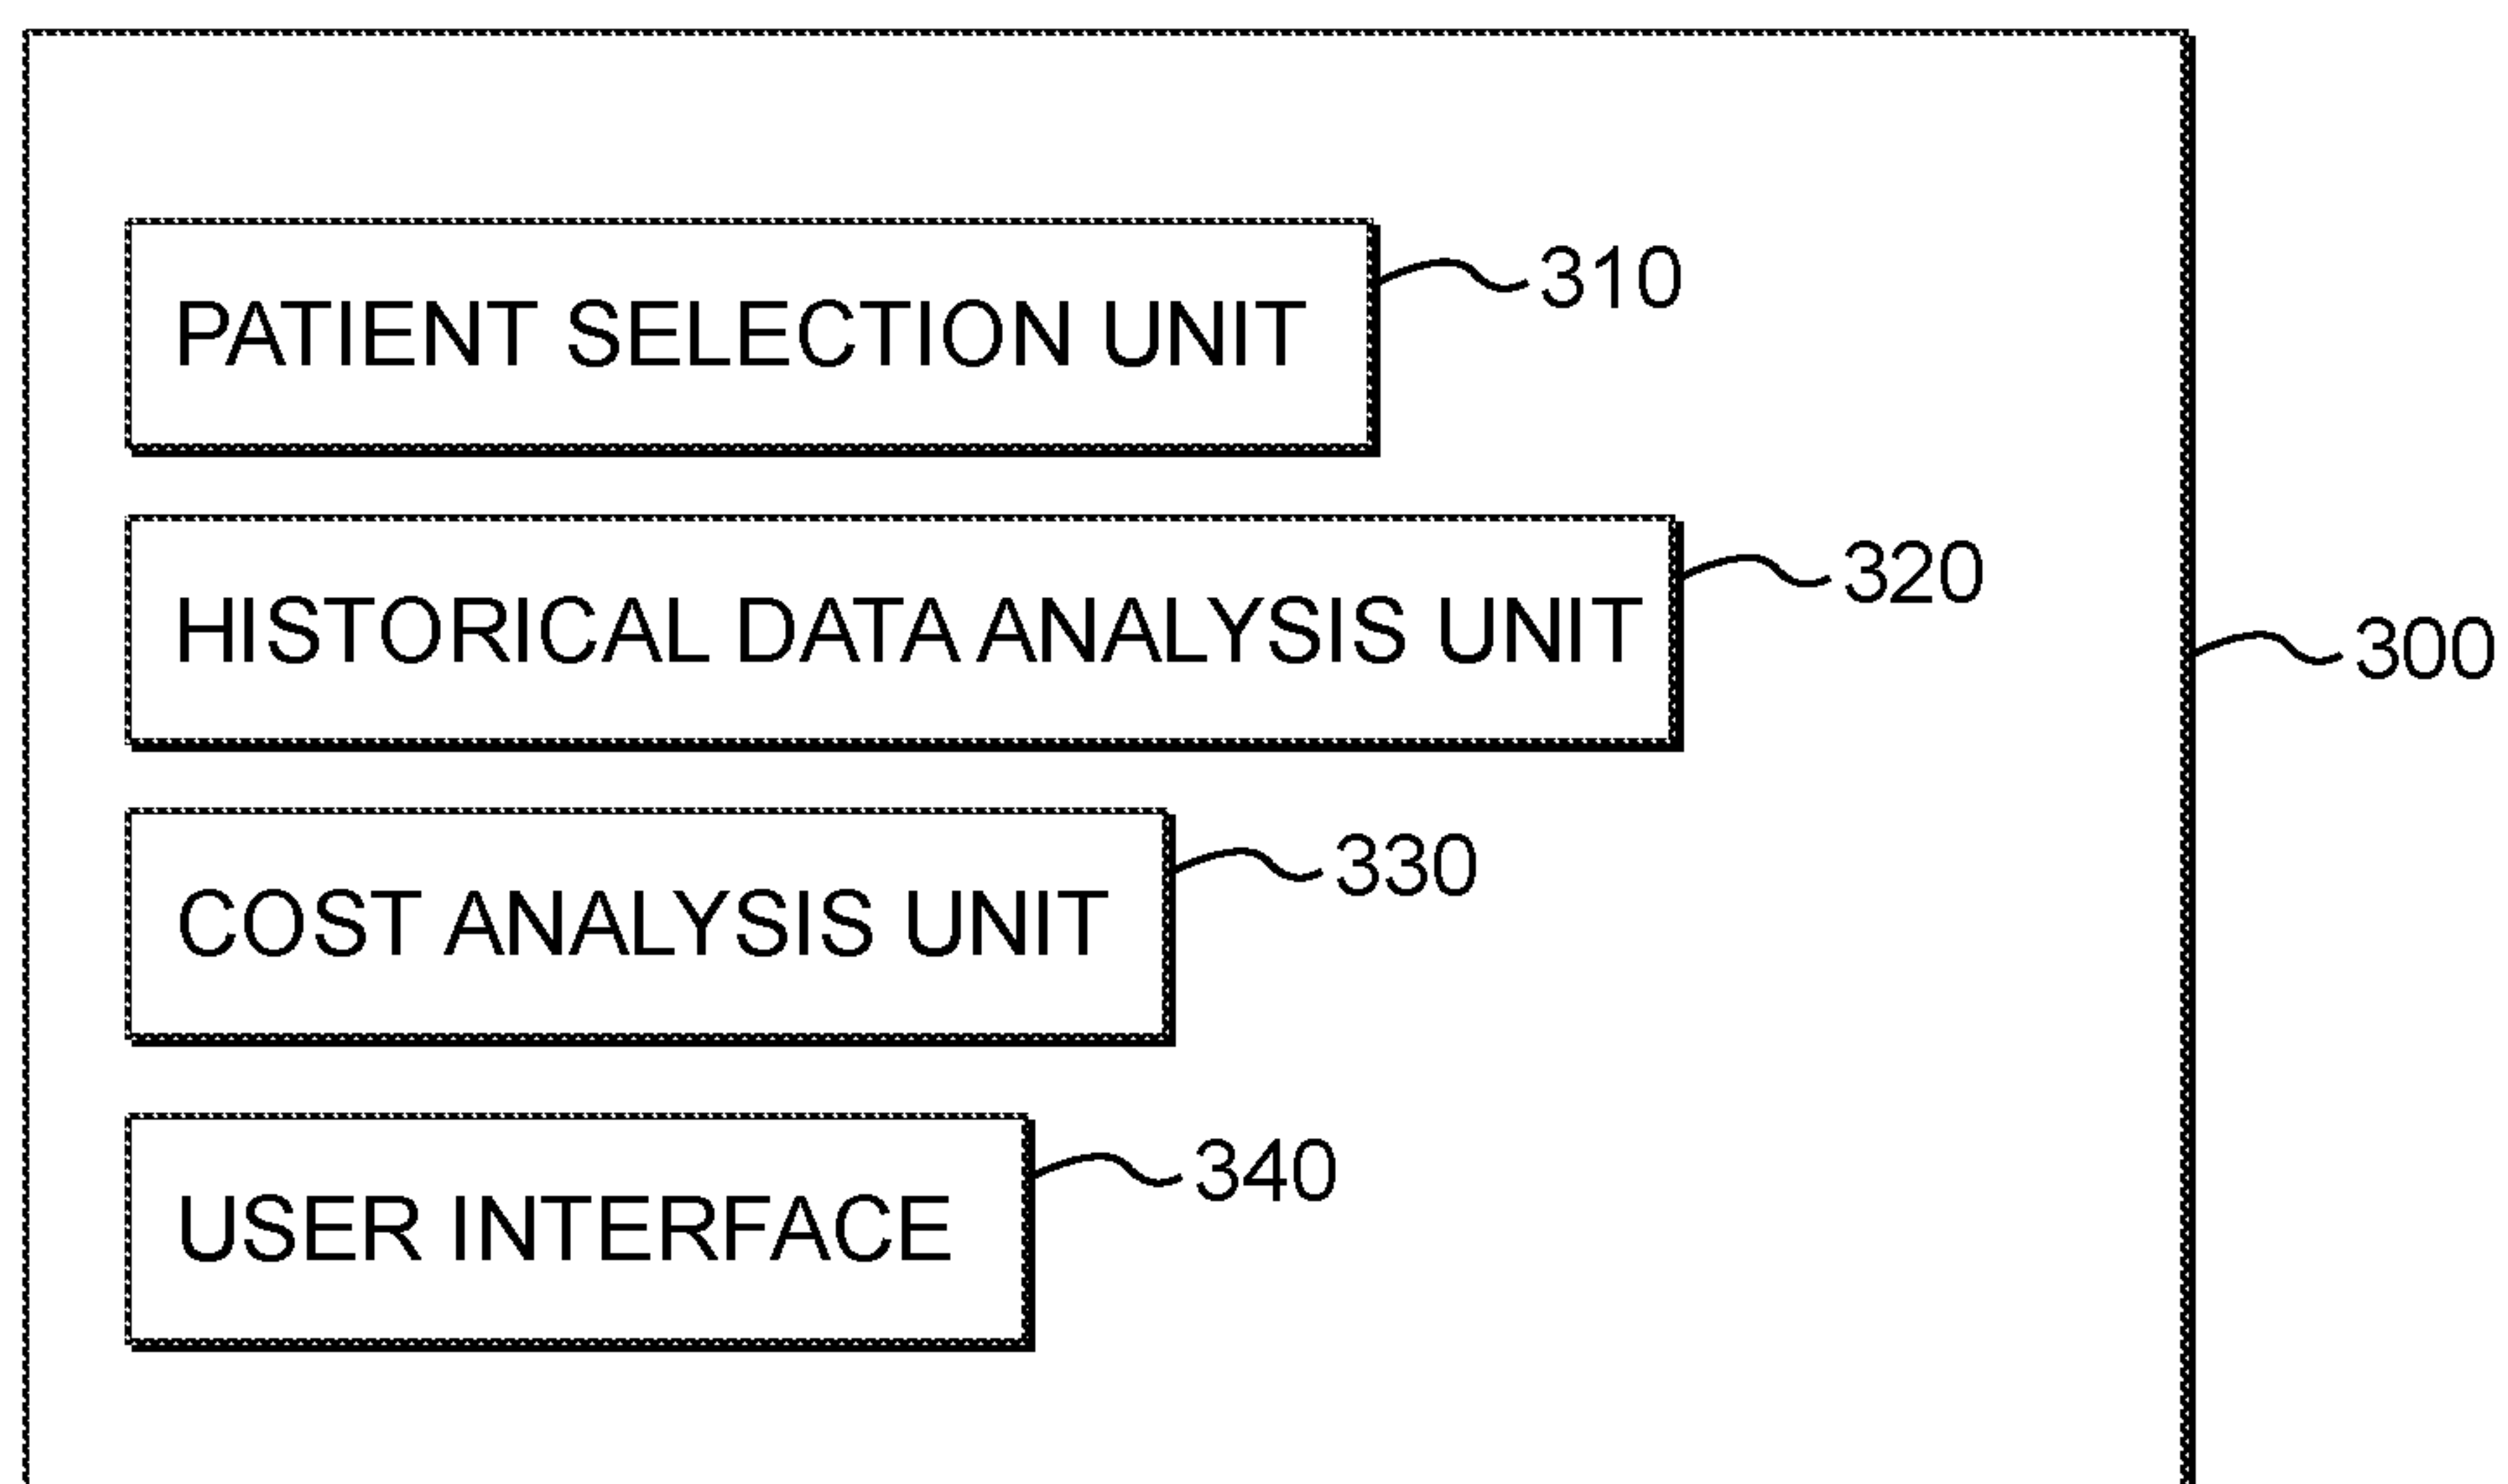 310
PATIENT SELECTION UNIT
320
HISTORICAL DATA ANALYSIS UNIT
300
330
COST ANALYSIS UNIT
340
USER INTERFACE